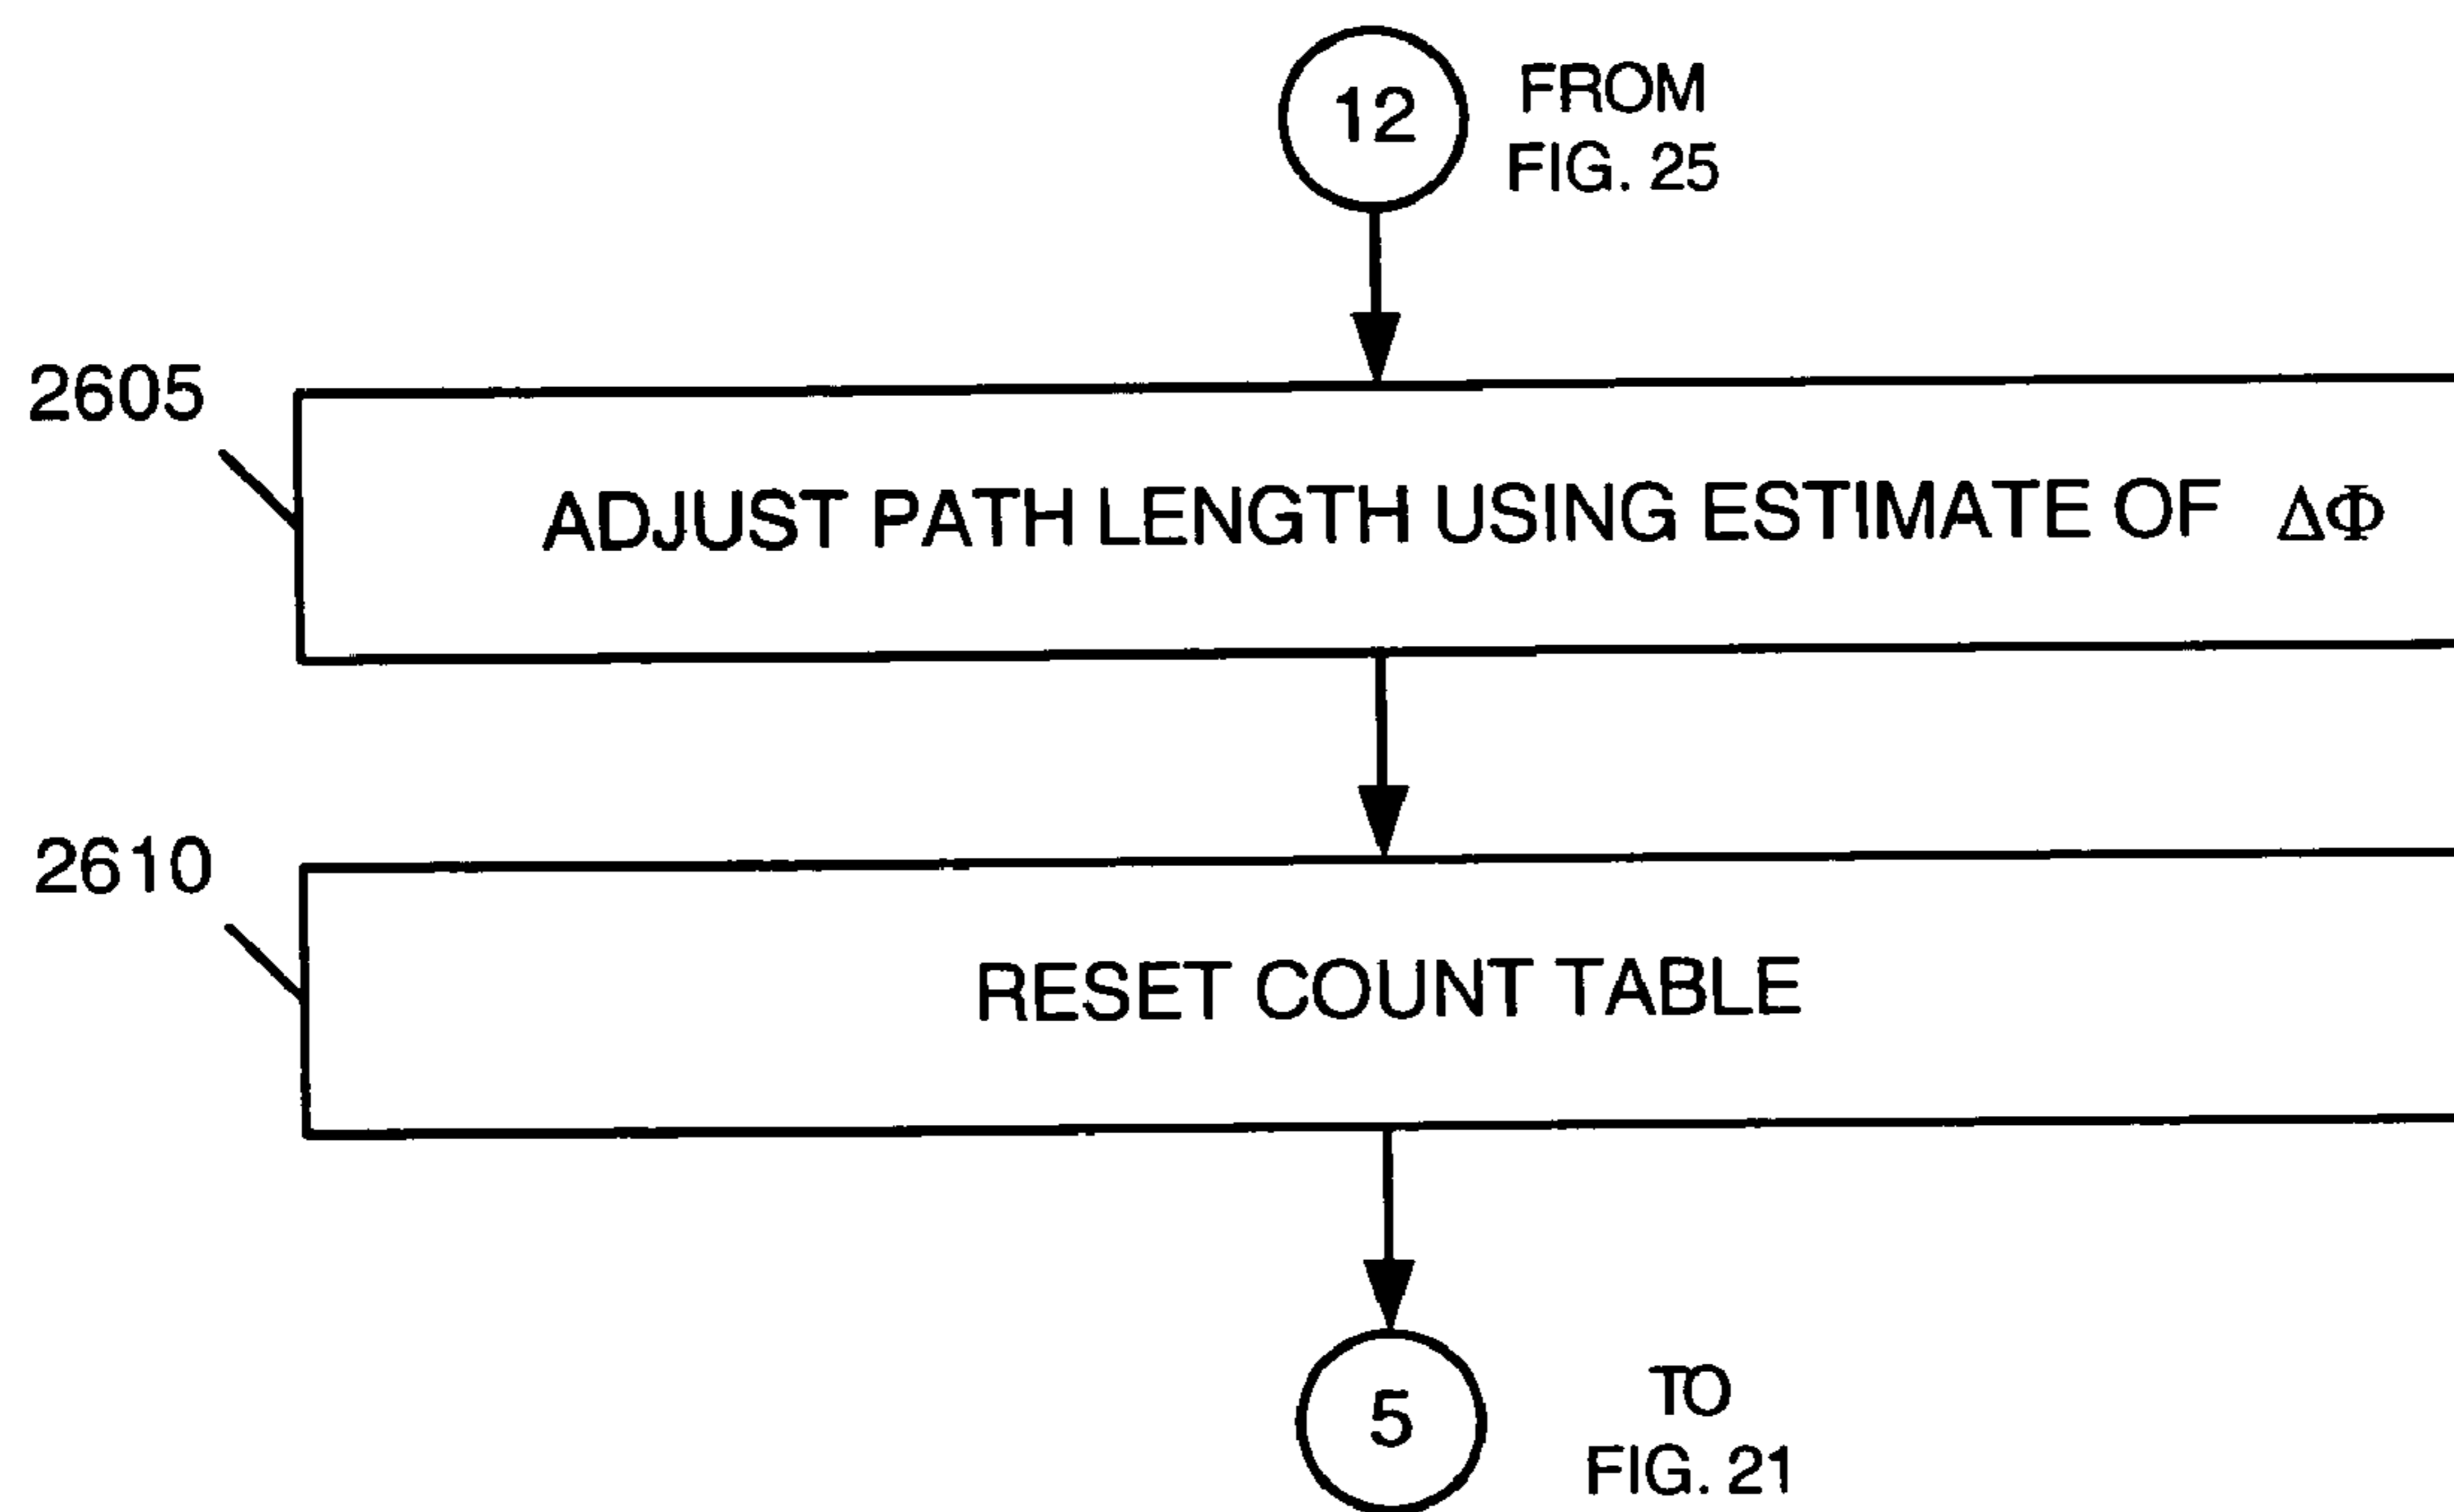 12
FROM
FIG. 25
2605
ADJUST PATH LENGTH USING ESTIMATE OF ΔΦ
2610
RESET COUNT TABLE
5
TO
FIG. 21